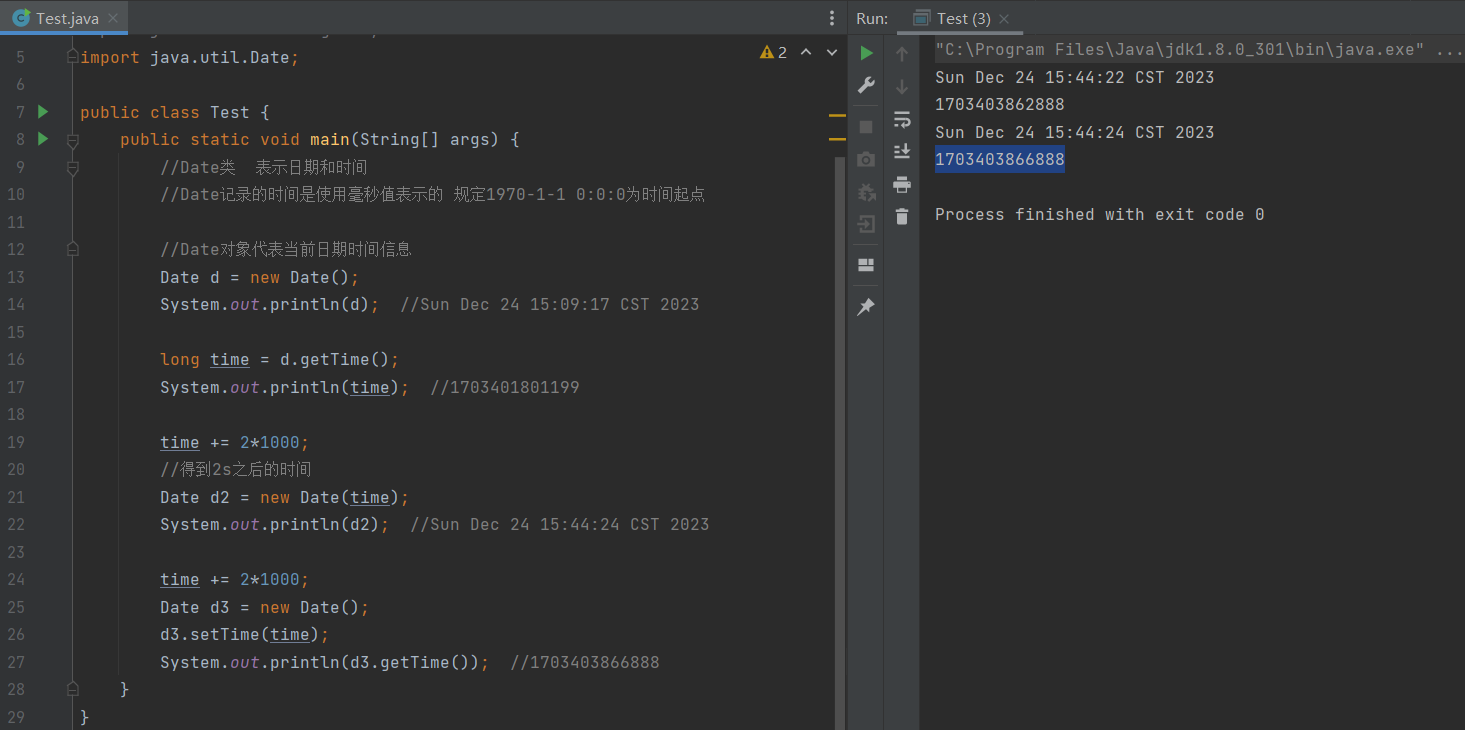 Test.java
2
5 import java.util.Date;
6
7 public class Test {
8 public static void main(String[] args) {
9 //Date类 表示日期和时间
10 //Date记录的时间是使用毫秒值表示的 规定1970-1-1 0:0:0为时间起点
11
12 //Date对象代表当前日期时间信息
13 Date d = new Date();
14 System.out.println(d); //Sun Dec 24 15:09:17 CST 2023
15
16 long time = d.getTime();
17 System.out.println(time); //1703401801199
18
19 time += 2*1000;
20 //得到2s之后的时间
21 Date d2 = new Date(time);
22 System.out.println(d2); //Sun Dec 24 15:44:24 CST 2023
23
24 time += 2*1000;
25 Date d3 = new Date();
26 d3.setTime(time);
27 System.out.println(d3.getTime()); //1703403866888
28 }
29 }
Run: Test (3)
"C:\Program Files\Java\jdk1.8.0_301\bin\java.exe" ...
Sun Dec 24 15:44:22 CST 2023
1703403862888
Sun Dec 24 15:44:24 CST 2023
1703403866888
Process finished with exit code 0